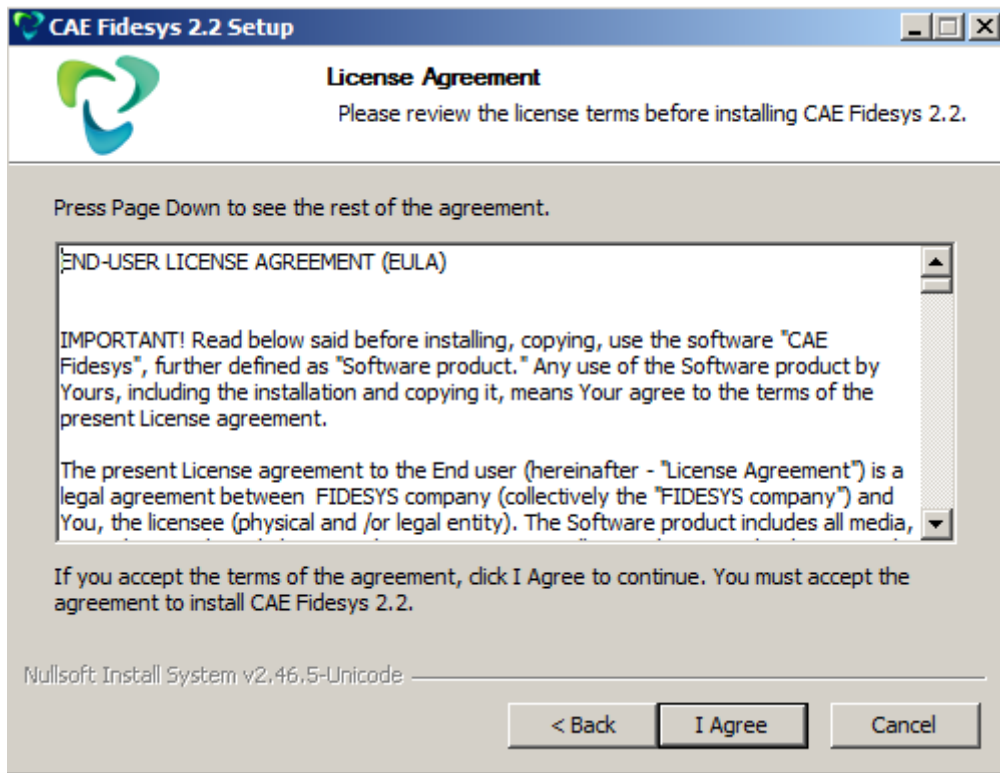 CAE Fidesys 2.2 Setup
License Agreement
Please review the license terms before installing CAE Fidesys 2.2.
Press Page Down to see the rest of the agreement.
END-USER LICENSE AGREEMENT (EULA)
IMPORTANT! Read below said before installing, copying, use the software "CAE
Fidesys", further defined as "Software product." Any use of the Software product by
Yours, including the installation and copying it, means Your agree to the terms of the
present License agreement.
The present License agreement to the End user (hereinafter - "License Agreement") is a
legal agreement between  FIDESYS company (collectively the "FIDESYS company") and
You, the licensee (physical and /or legal entity). The Software product includes all media,
If you accept the terms of the agreement, click I Agree to continue. You must accept the
agreement to install CAE Fidesys 2.2.
Nullsoft Install System v2.46.5-Unicode
< Back
I Agree
Cancel